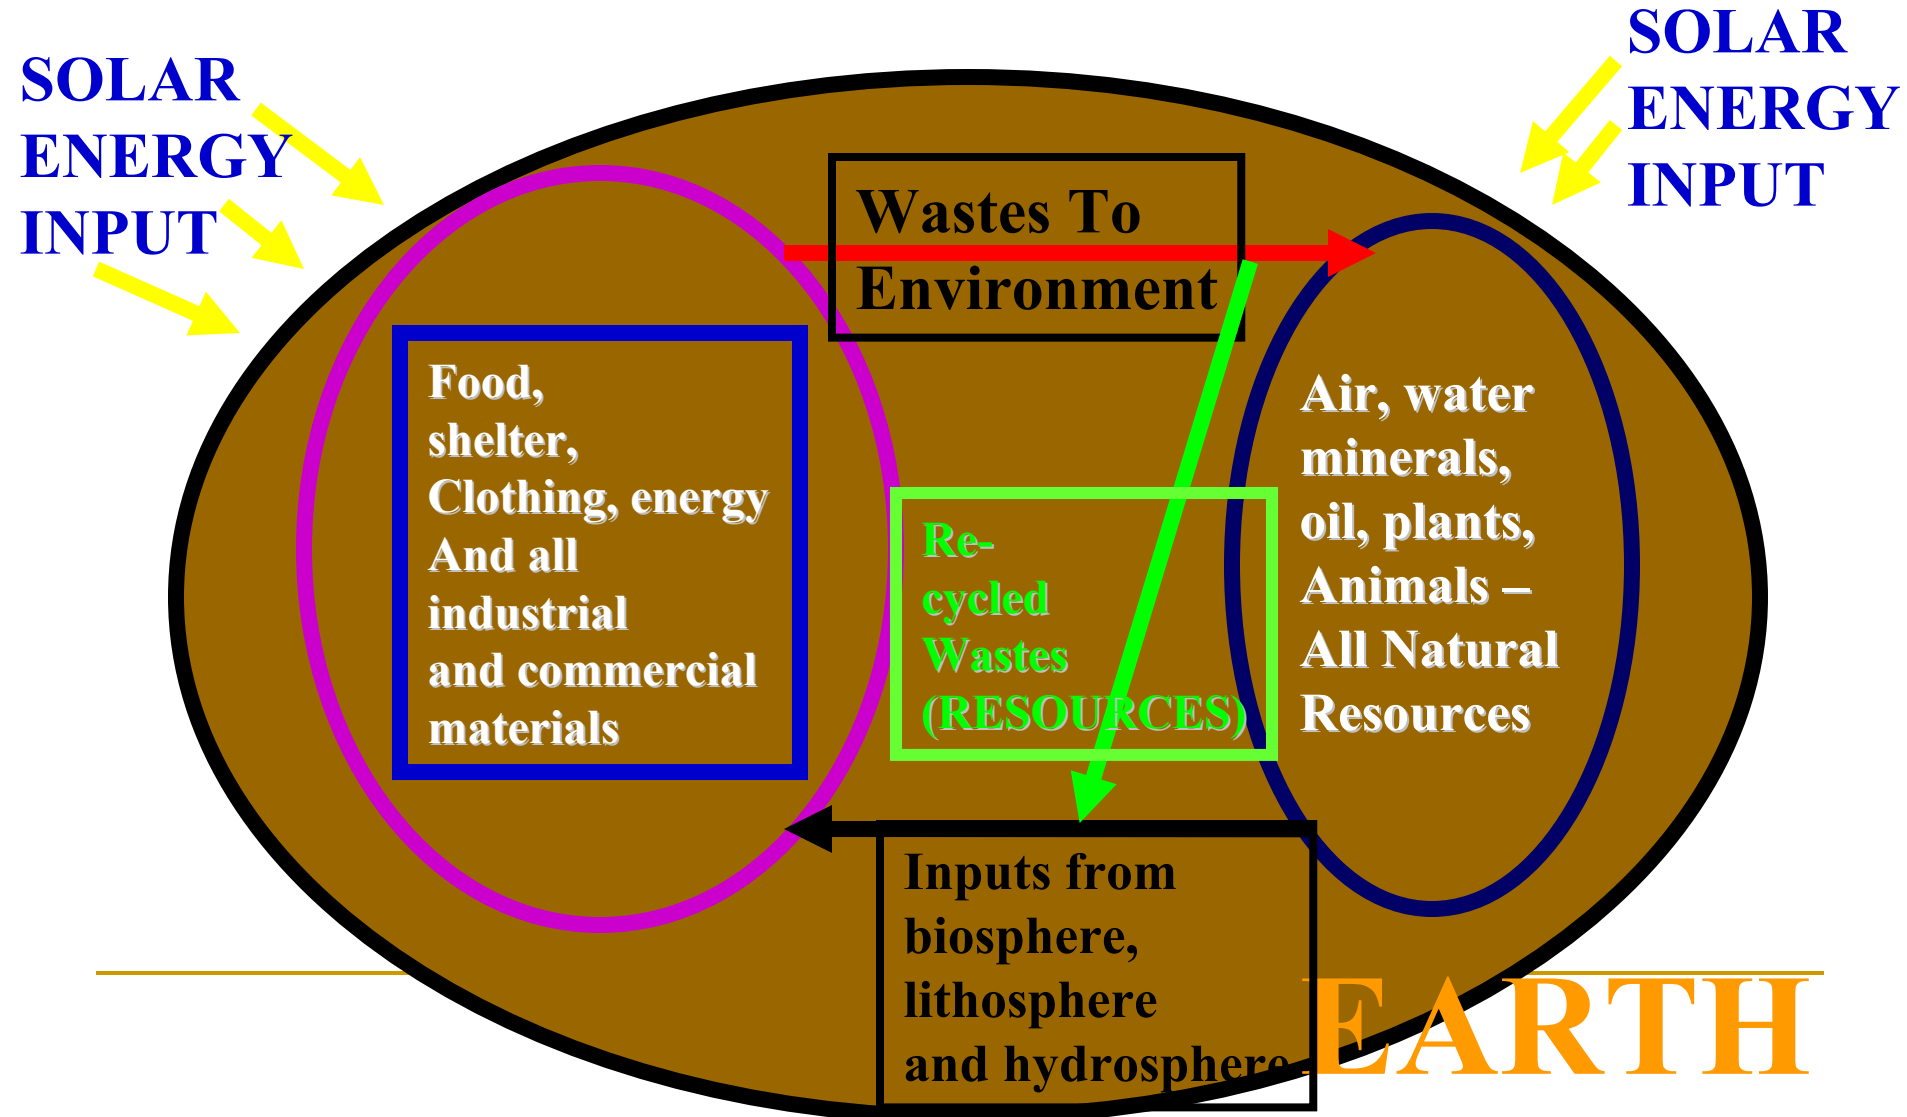 SOLAR
ENERGY
INPUT
SOLAR
ENERGY
INPUT
Wastes To
Environment
Food,
shelter,
Clothing, energy
And all
industrial
and commercial
materials
Re-
cycled
Wastes
(RESOURCES)
Air, water
minerals,
oil, plants,
Animals –
All Natural
Resources
Inputs from
biosphere,
lithosphere
and hydrosphere
EARTH